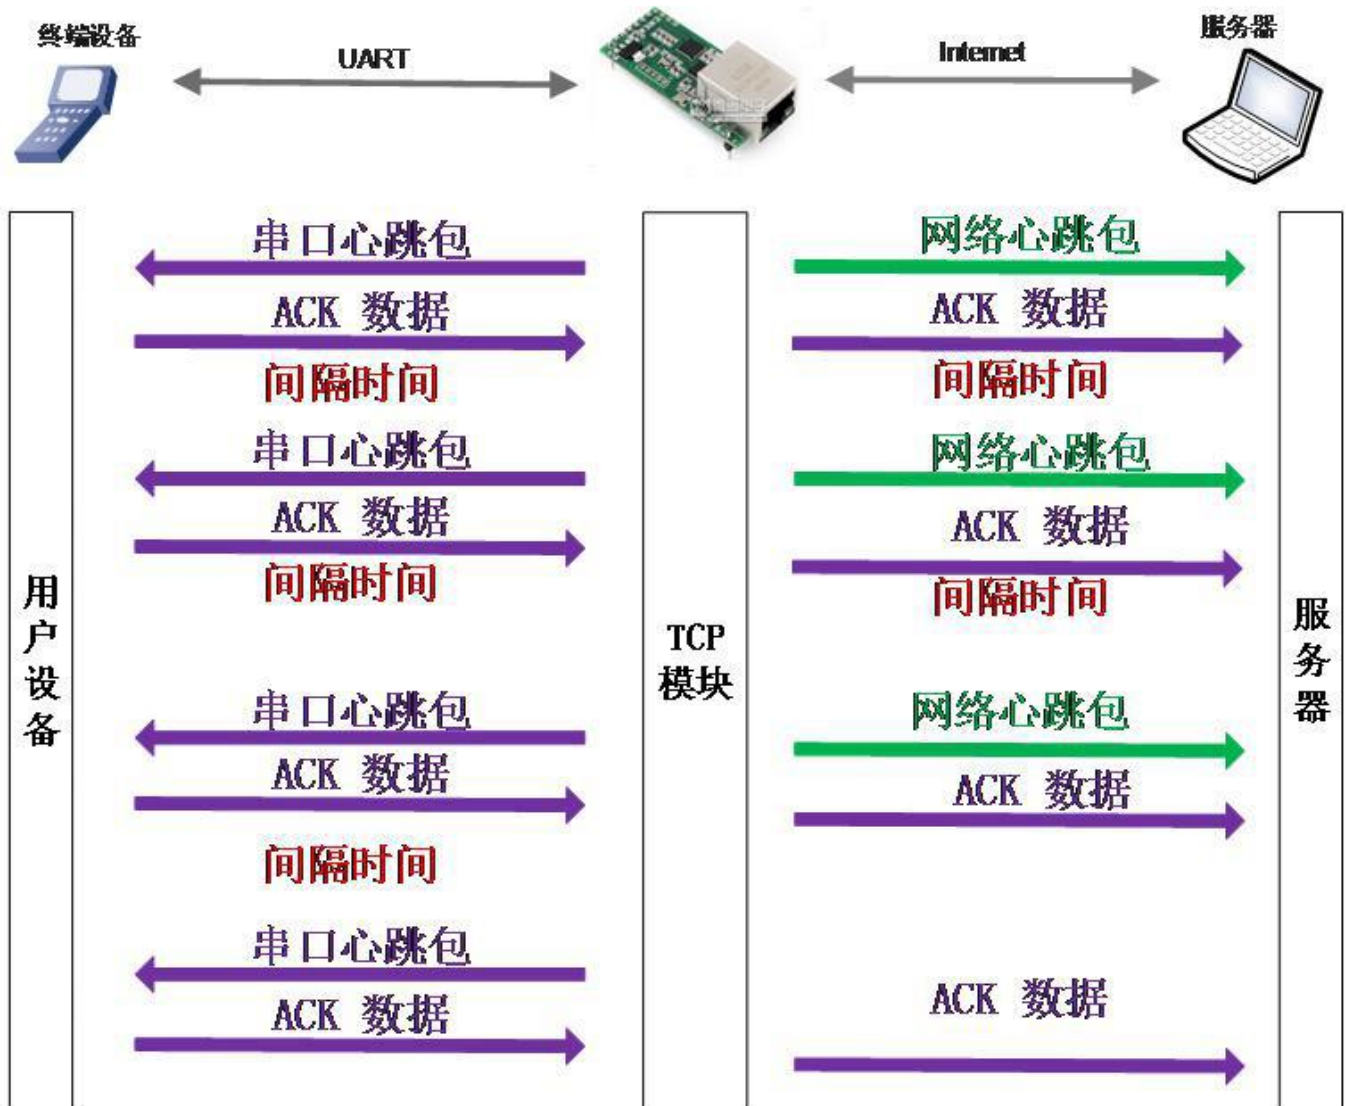 终端设备
UART
Internet
服务器
串口心跳包
网络心跳包
ACK 数据
ACK 数据
间隔时间
间隔时间
串口心跳包
网络心跳包
ACK 数据
ACK 数据
间隔时间
间隔时间
用户设备
TCP
模块
服务器
串口心跳包
网络心跳包
ACK 数据
ACK 数据
间隔时间
串口心跳包
ACK 数据
ACK 数据